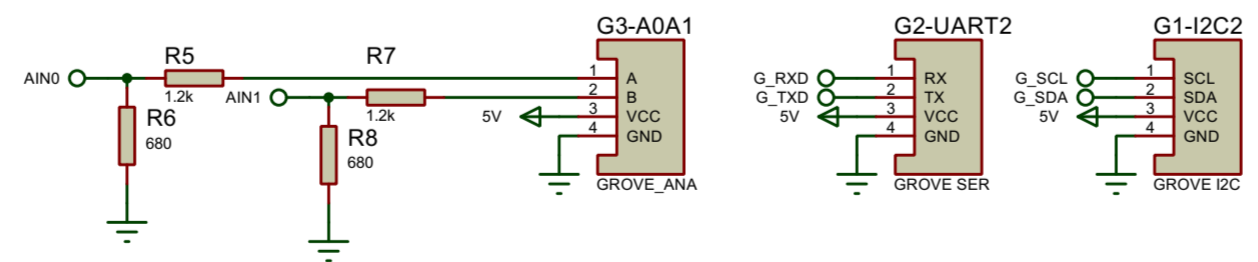 G3-A0A1
G2-UART2
G1-I2C2
R5
R7
AIN0
1.2k
1
A
G_RXD
1
RX
G_SCL
1
SCL
AIN1
1.2k
2
B
G_TXD
2
TX
G_SDA
2
SDA
R6
680
5V
3
VCC
5V
3
VCC
5V
3
VCC
R8
680
4
GND
4
GND
4
GND
GROVE_ANA
GROVE SER
GROVE I2C